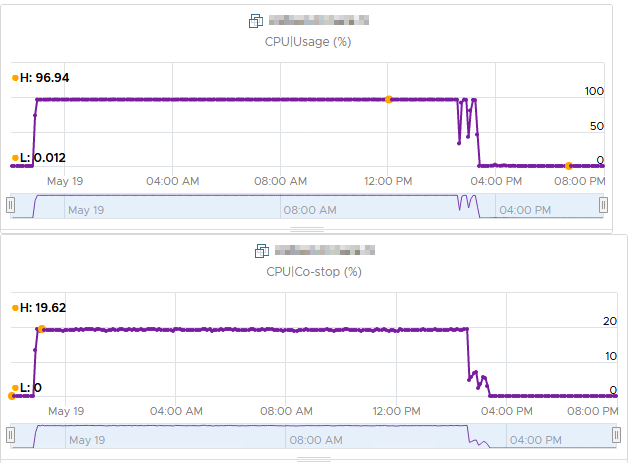 CPU|Usage (%)
H: 96.94
100
50
L: 0.012
0
May 19 04:00 AM 08:00 AM 12:00 PM 04:00 PM 08:00 PM
May 19 08:00 AM 04:00 PM
CPU|Co-stop (%)
H: 19.62
20
10
L: 0
0
May 19 04:00 AM 08:00 AM 12:00 PM 04:00 PM 08:00 PM
May 19 08:00 AM 04:00 PM